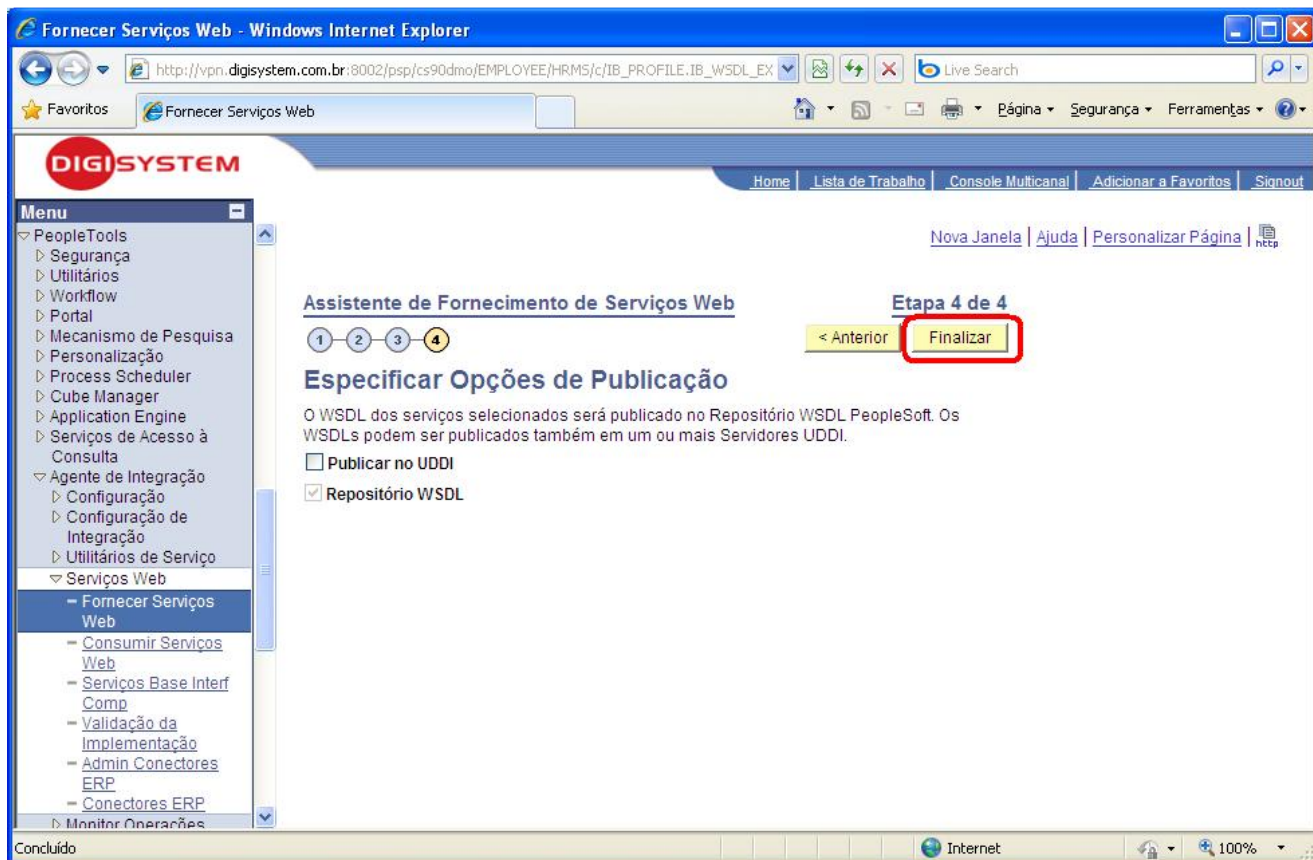 Fornecer Serviços Web - Windows Internet Explorer
http://vpn.digisystem.com.br:8002/psp/cs90dmo/EMPLOYEE/HRMS/c/IB_PROFILE.IB_WSDL_EX
Live Search
Favoritos
Fornecer Serviços Web
Página
Segurança
Ferramentas
DIGISYSTEM
Home | Lista de Trabalho | Console Multicanal | Adicionar a Favoritos | Signout
Menu
Nova Janela | Ajuda | Personalizar Página |
http
PeopleTools
Segurança
Utilitários
Workflow
Portal
Mecanismo de Pesquisa
Personalização
Process Scheduler
Cube Manager
Application Engine
Serviços de Acesso à
Consulta
Agente de Integração
Configuração
Configuração de
Integração
Utilitários de Serviço
Serviços Web
Fornecer Serviços
Web
Consumir Serviços
Web
Serviços Base Interf
Comp
Validação da
Implementação
Admin Conectores
ERP
Conectores ERP
Monitor Operações
Assistente de Fornecimento de Serviços Web
Etapa 4 de 4
1 2 3 4
< Anterior
Finalizar
Especificar Opções de Publicação
O WSDL dos serviços selecionados será publicado no Repositório WSDL PeopleSoft. Os
WSDLs podem ser publicados também em um ou mais Servidores UDDI.
Publicar no UDDI
Repositório WSDL
Concluído
Internet
100%